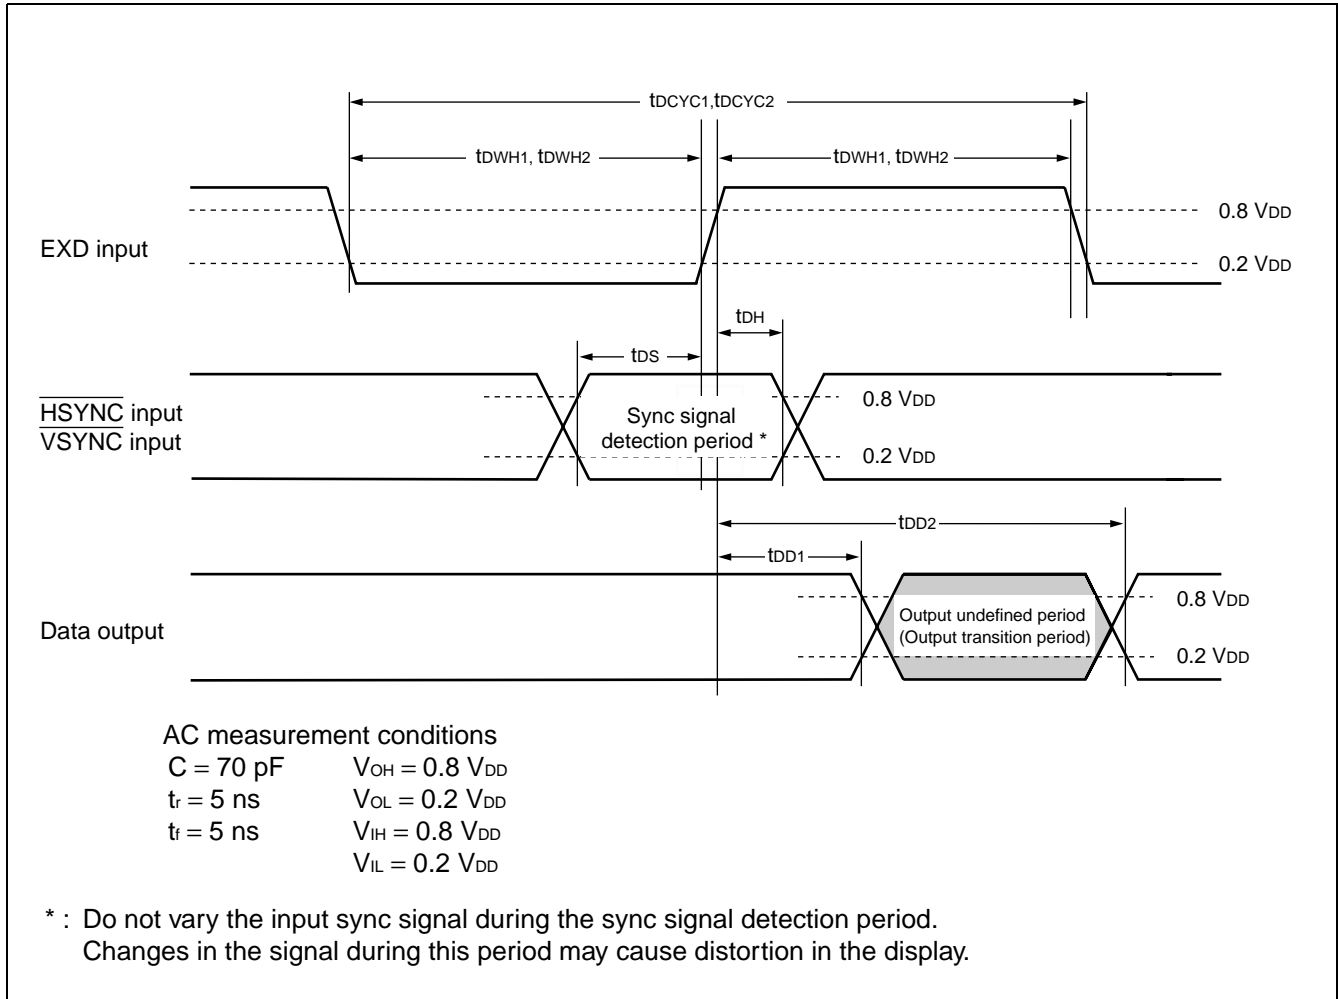 tDCYC1,tDCYC2
tDWH1, tDWH2
tDWH1, tDWH2
0.8 VDD
EXD input
0.2 VDD
tDH
tDS
HSYNC input
VSYNC input
Sync signal
detection period *
0.8 VDD
0.2 VDD
tDD2
tDD1
Data output
Output undefined period
(Output transition period)
0.8 VDD
0.2 VDD
AC measurement conditions
C = 70 pF VOH = 0.8 VDD
tr = 5 ns VOL = 0.2 VDD
tf = 5 ns VIH = 0.8 VDD
VIL = 0.2 VDD
* : Do not vary the input sync signal during the sync signal detection period.
Changes in the signal during this period may cause distortion in the display.